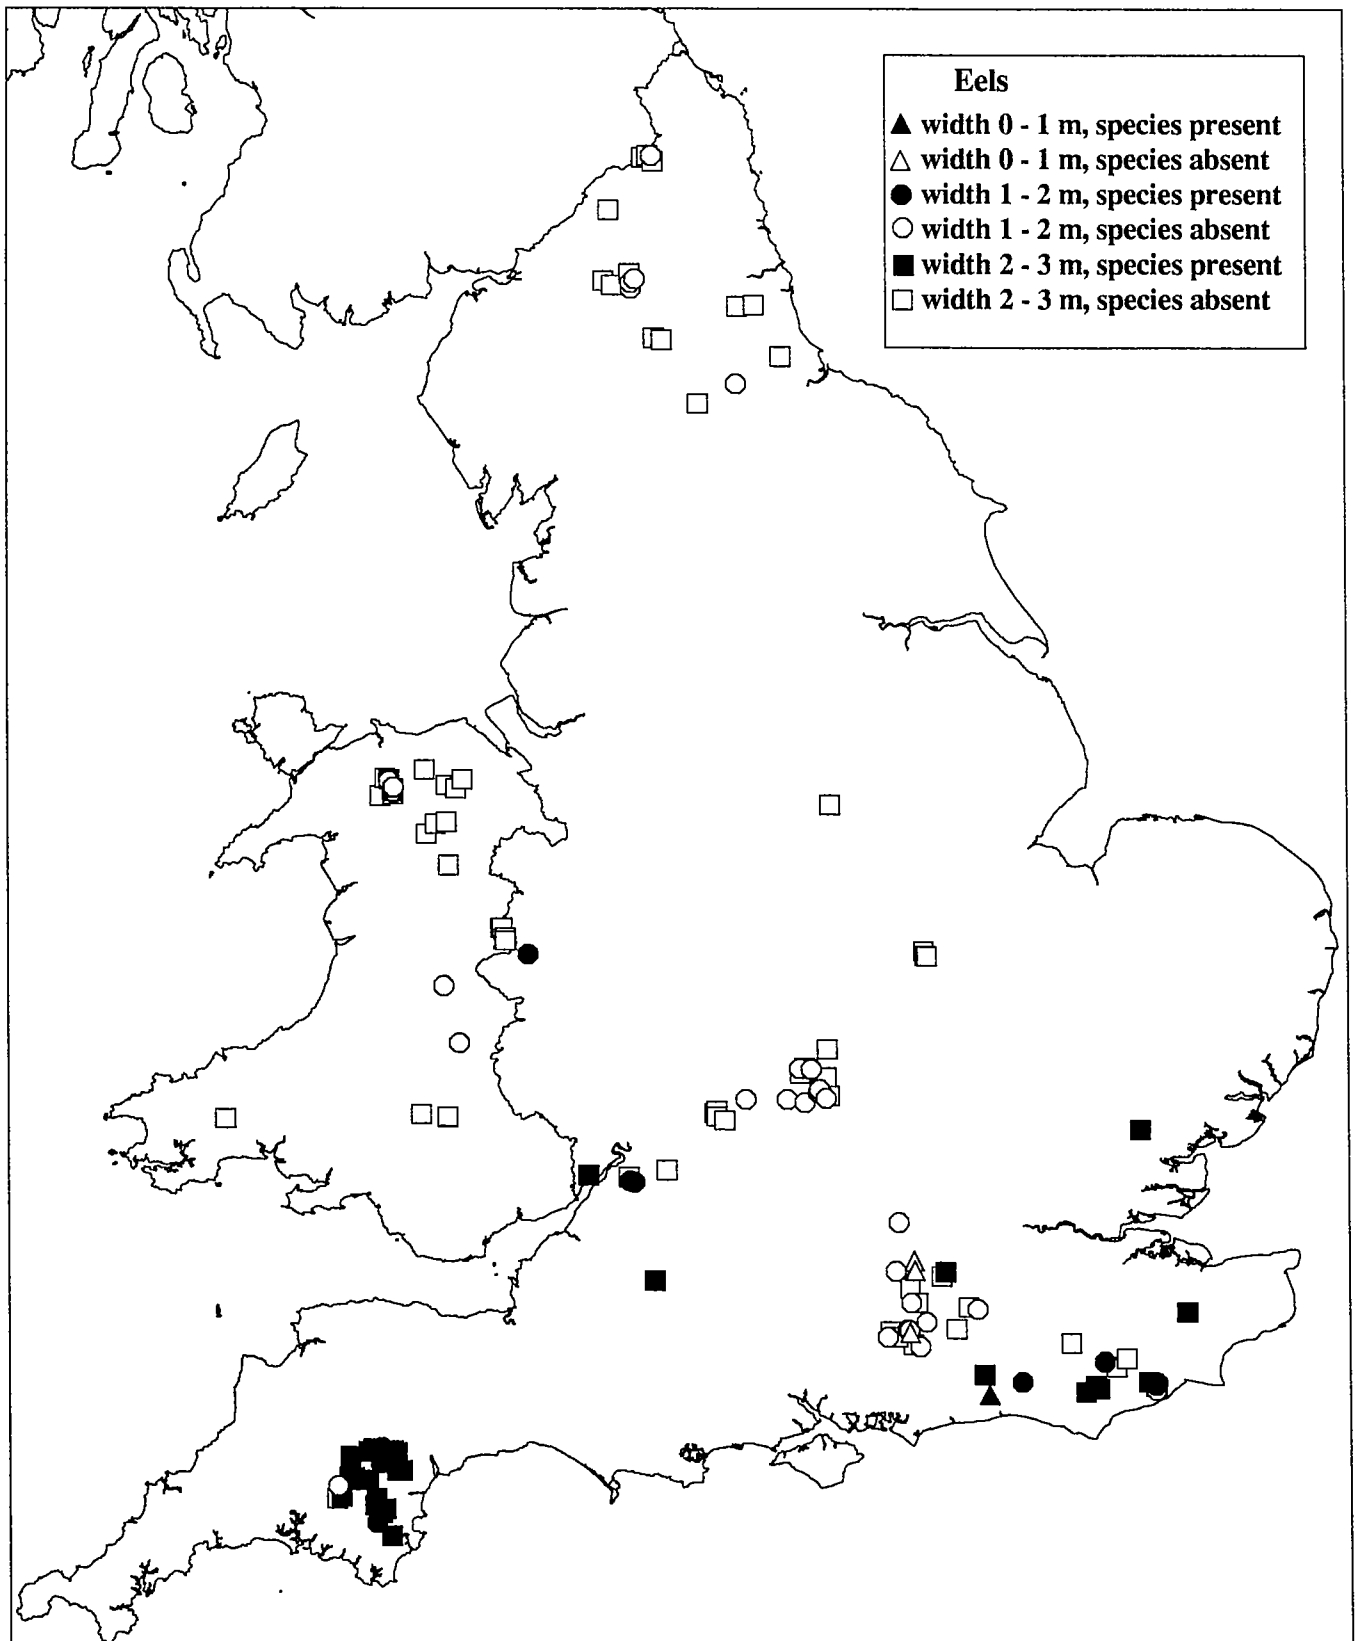 Eels
width 0 - 1 m, species present
width 0 - 1 m, species absent
width 1 - 2 m, species present
width 1 - 2 m, species absent
width 2 - 3 m, species present
width 2 - 3 m, species absent